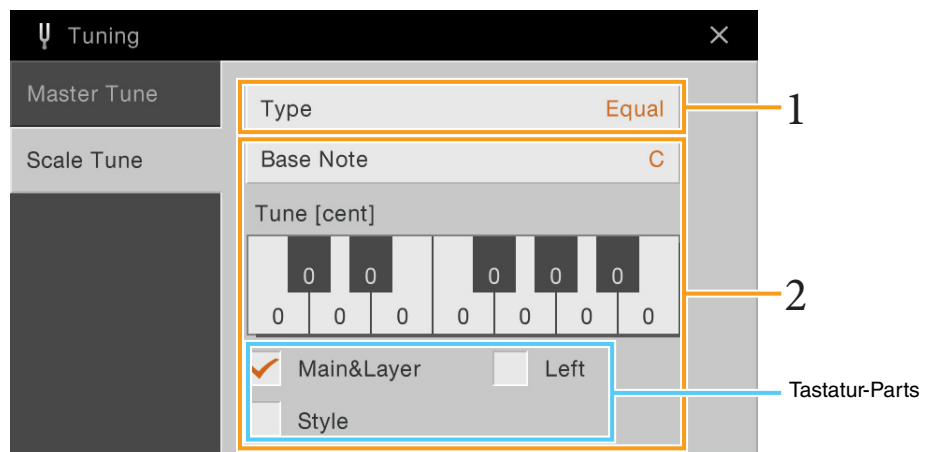 Tuning
Master Tune
Scale Tune
Type Equal
1
Base Note C
Tune [cent]
0 0 0 0 0
0 0 0 0 0 0 0
2
Main&Layer Left
Tastatur-Parts
Style